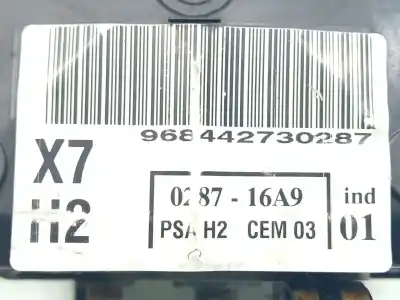 968442730287
X7
H2
0287 - 16A9
PSA H2 CEM 03
ind
01